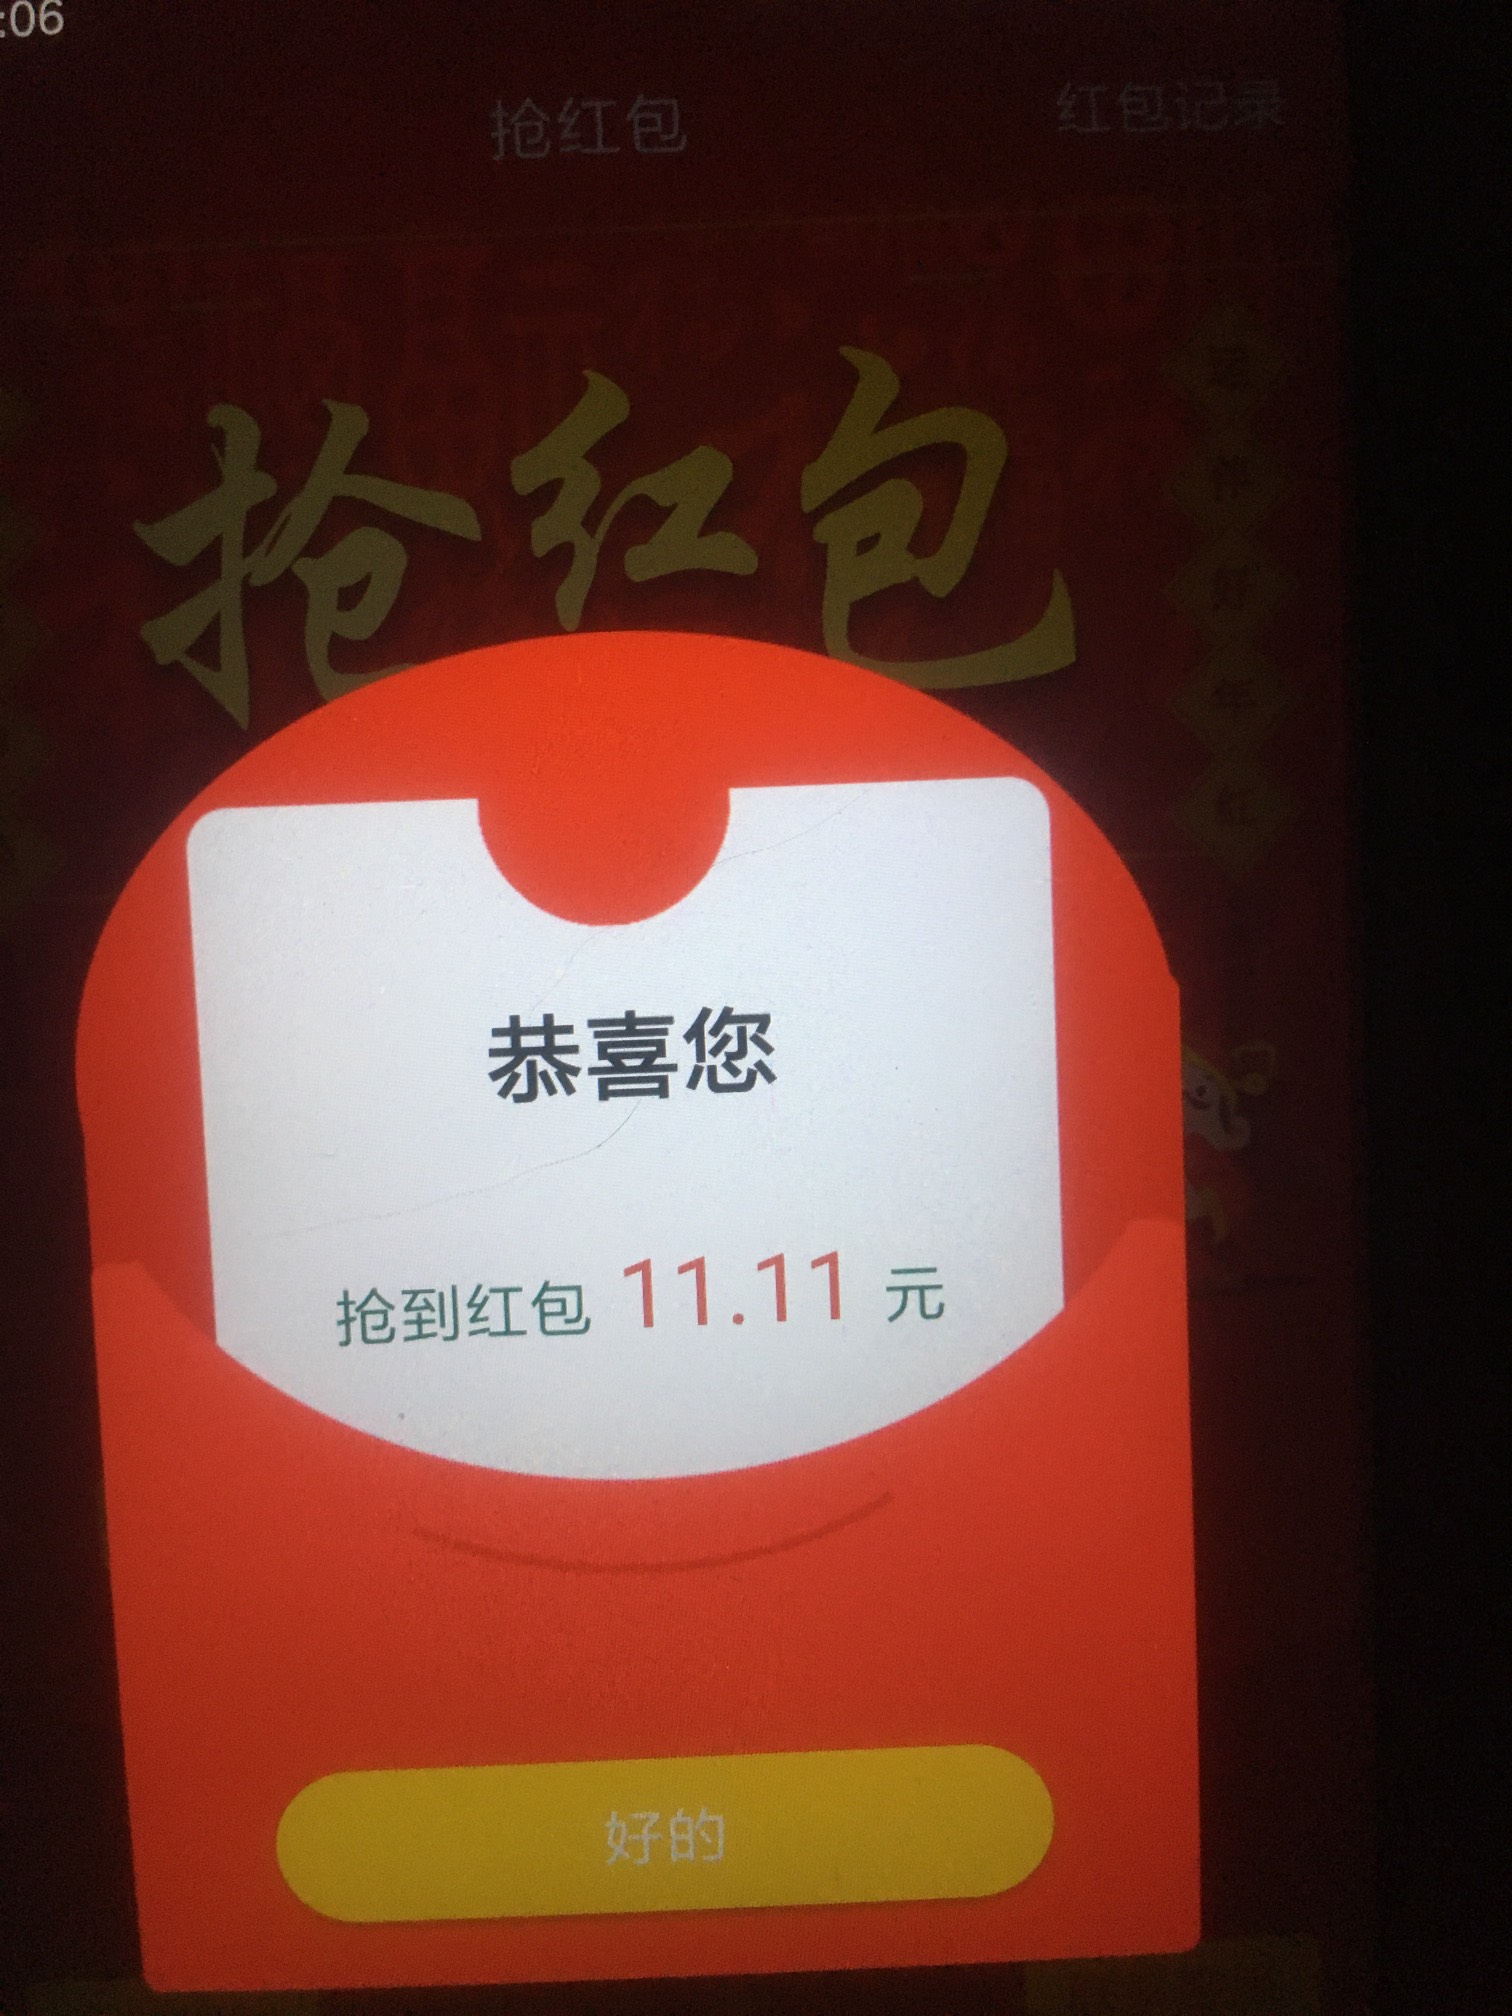 :06
抢红包
红包记录
抢红包
恭喜您
抢到红包 11.11 元
好的